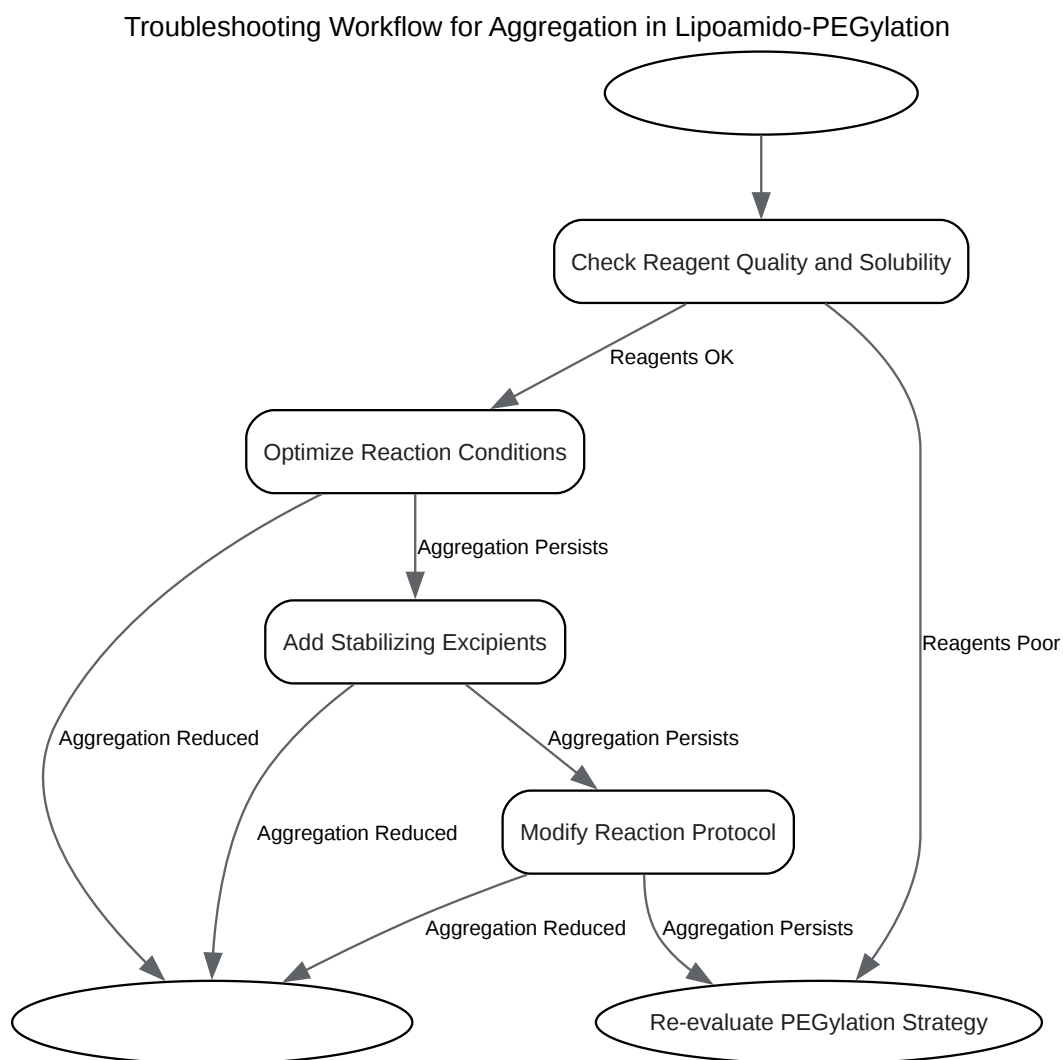 Troubleshooting Workflow for Aggregation in Lipoamido-PEGylation
Check Reagent Quality and Solubility
Reagents OK
Optimize Reaction Conditions
Aggregation Persists
Add Stabilizing Excipients
Reagents Poor
Aggregation Reduced
Aggregation Persists
Aggregation Reduced
Modify Reaction Protocol
Aggregation Reduced
Aggregation Persists
Re-evaluate PEGylation Strategy